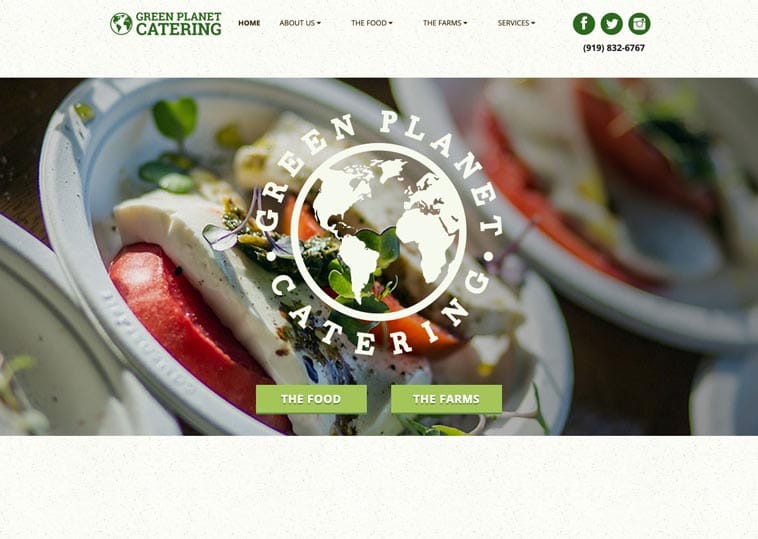 GREEN PLANET
CATERING
HOME
ABOUT US
THE FOOD
THE FARMS
SERVICES
(919) 832-6767
GREEN PLANET
CATERING
THE FOOD
THE FARMS